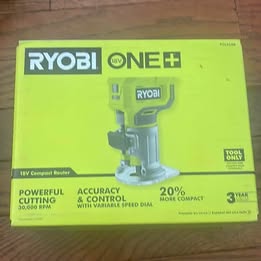 RYOBI ONE+
18V
RYOBI
TOOL
ONLY
18V Compact Router
POWERFUL
CUTTING
30,000 RPM
ACCURACY
& CONTROL
WITH VARIABLE SPEED DIAL
20%
MORE COMPACT
3 YEAR